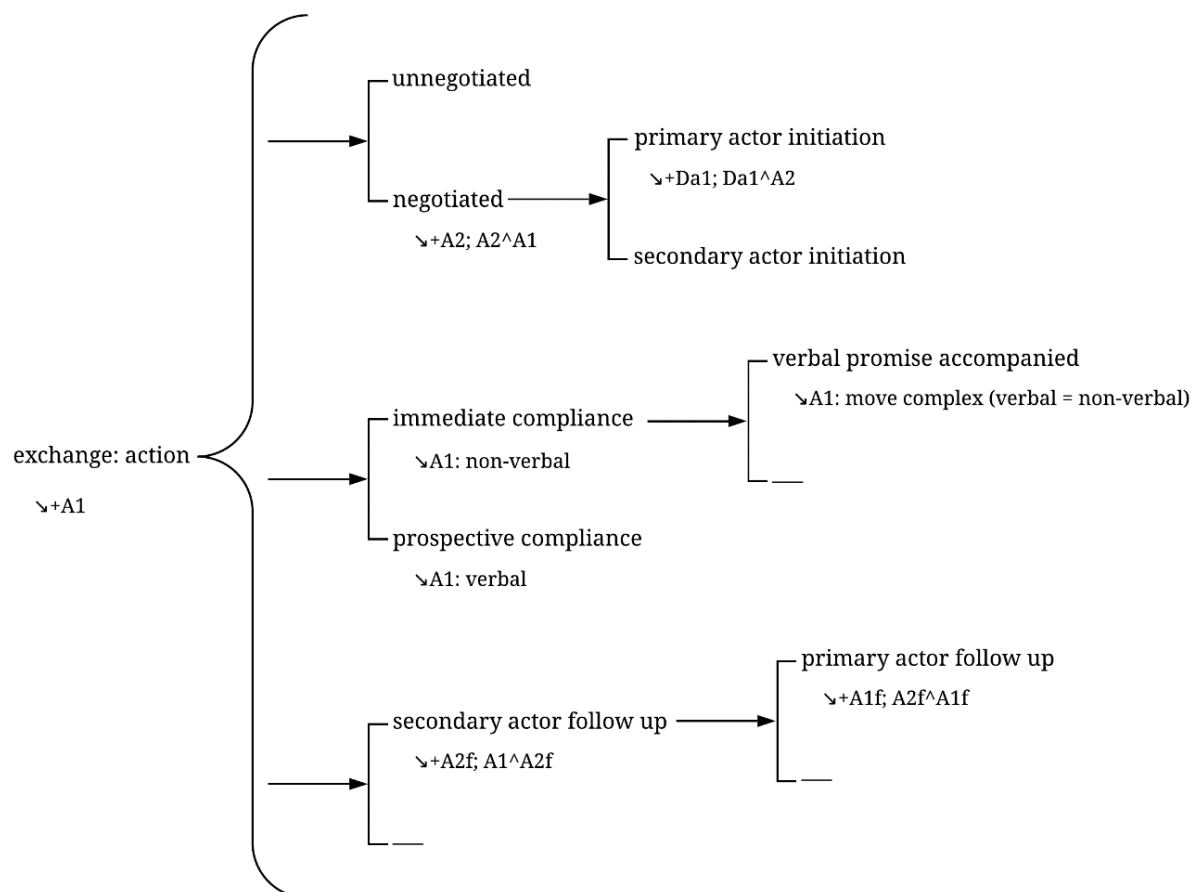 unnegotiated
primary actor initiation
↘+Da1; Da1^A2
negotiated
↘+A2; A2^A1
secondary actor initiation
verbal promise accompanied
↘A1: move complex (verbal = non-verbal)
immediate compliance
↘A1: non-verbal
exchange: action
↘+A1
prospective compliance
↘A1: verbal
primary actor follow up
↘+A1f; A2f^A1f
secondary actor follow up
↘+A2f; A1^A2f